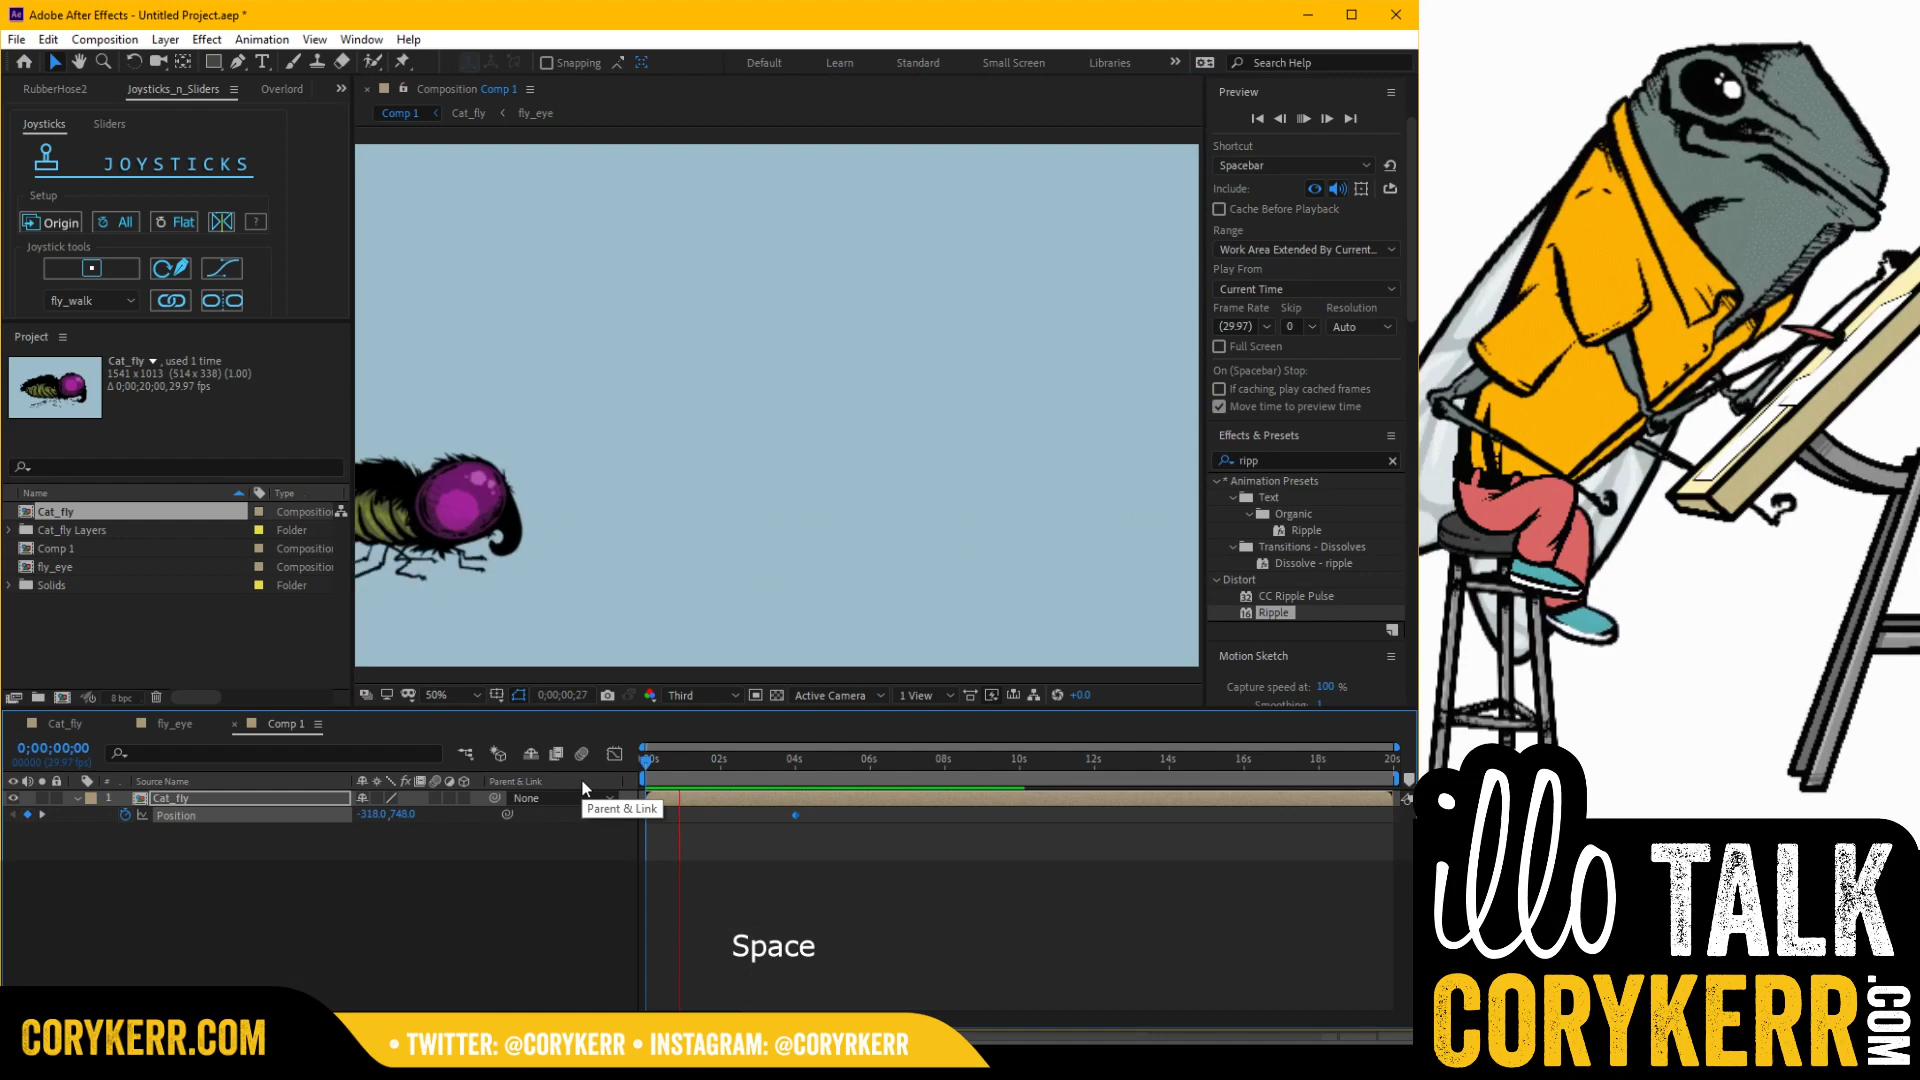 Ae Adobe After Effects - Untitled Project.aep *
File Edit Composition Layer Effect Animation View Window Help
Snapping Default Learn Standard Small Screen Libraries » Search Help
RubberHose2 Joysticks_n_Sliders Overlord »
Joysticks Sliders
JOYSTICKS
Setup
Origin All Flat ?
Joystick tools
fly_walk
Project
Cat_fly , used 1 time
1541 x 1013 (514 x 338) (1.00)
Δ 0;00;20;00, 29.97 fps
Name Type
Cat_fly Compositio
Cat_fly Layers Folder
Comp 1 Compositio
fly_eye Compositio
Solids Folder
8 bpc
Composition Comp 1
Comp 1 Cat_fly fly_eye
50% 0;00;00;27 Third Active Camera 1 View +0.0
Preview
Shortcut
Spacebar
Include:
Cache Before Playback
Range
Work Area Extended By Current...
Play From
Current Time
Frame Rate Skip Resolution
(29.97) 0 Auto
Full Screen
On (Spacebar) Stop:
If caching, play cached frames
Move time to preview time
Effects & Presets
ripp
* Animation Presets
Text
Organic
Ripple
Transitions - Dissolves
Dissolve - ripple
Distort
32 CC Ripple Pulse
16 Ripple
Motion Sketch
Capture speed at: 100 %
Smoothing: 1
Cat_fly fly_eye Comp 1
0;00;00;00
00000 (29.97 fps)
02s 04s 06s 08s 10s 12s 14s 16s 18s 20s
# Source Name fx Parent & Link
1 Cat_fly None
Position -318.0,748.0
Parent & Link
Space
CORYKERR.COM
• TWITTER: @CORYKERR • INSTAGRAM: @CORYRKERR
illo TALK
CORYKERR.COM